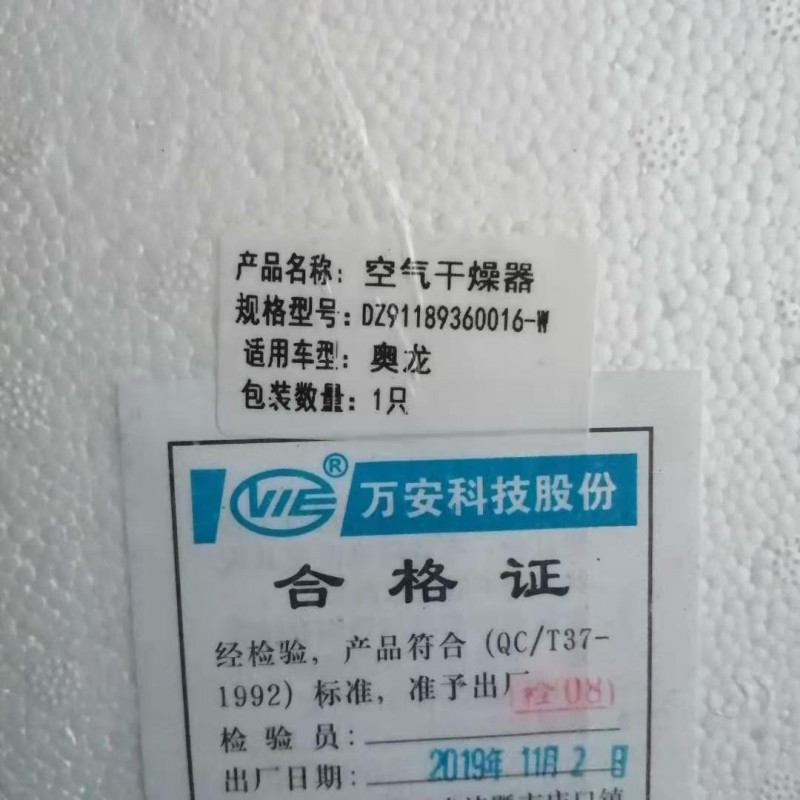 产品名称：空气干燥器
规格型号：DZ91189360016-W
适用车型：奥龙
包装数量：1只
VIE® 万安科技股份
合格证
经检验，产品符合(QC/T37-
1992)标准，准予出厂
检08
检验员：
出厂日期：2019年11月2日